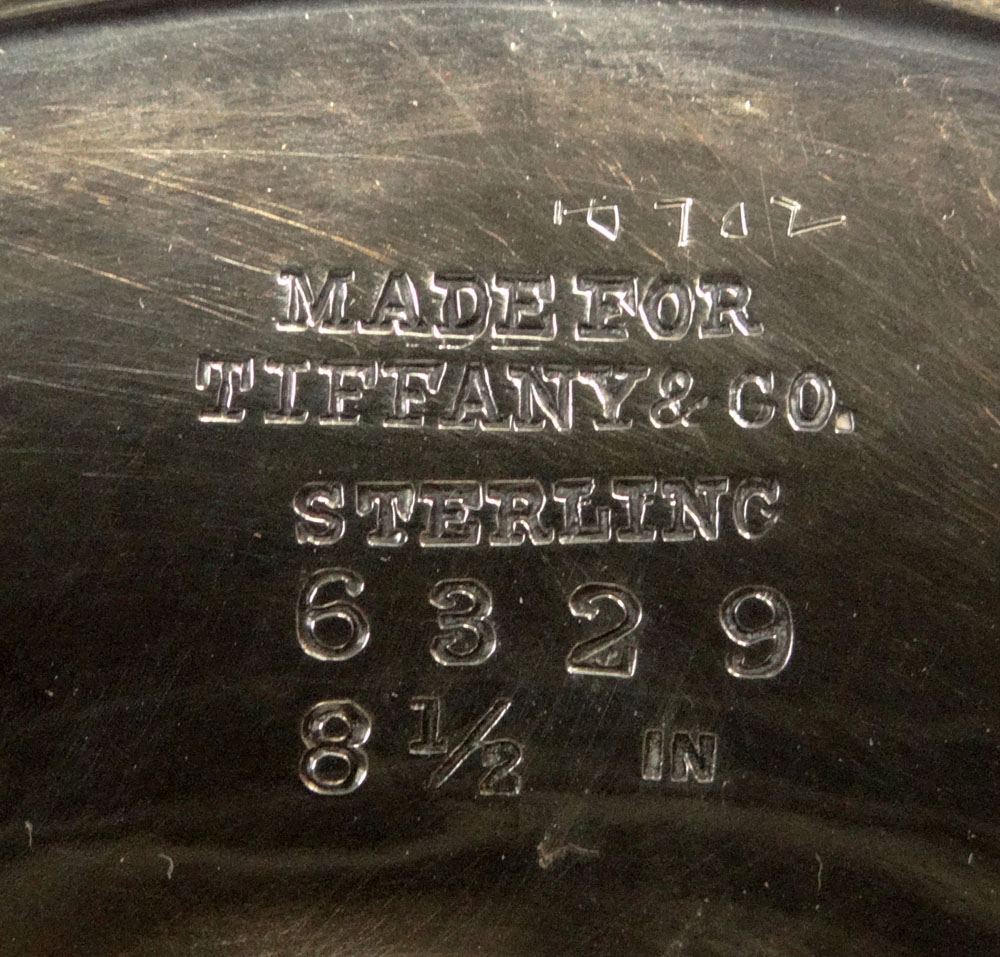 MADE FOR
TIFFANY & CO.
STERLING
6329
8 1/2 IN